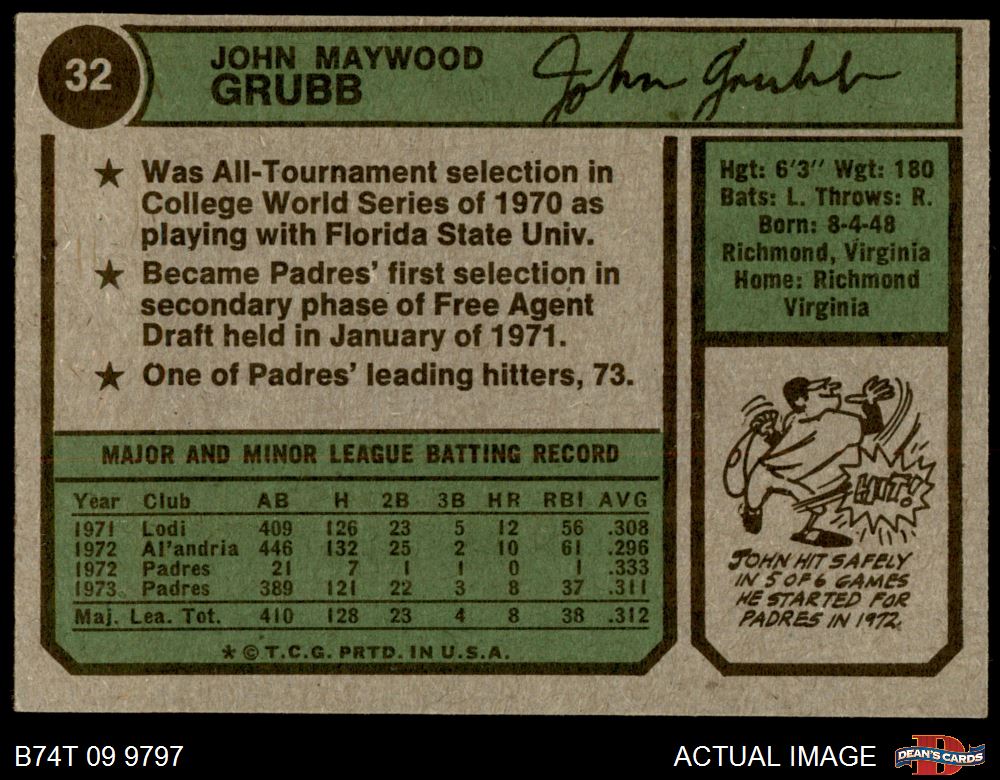 32
JOHN MAYWOOD
GRUBB
John Grubb
★ Was All-Tournament selection in
College World Series of 1970 as
playing with Florida State Univ.
★ Became Padres' first selection in
secondary phase of Free Agent
Draft held in January of 1971.
★ One of Padres' leading hitters, 73.
MAJOR AND MINOR LEAGUE BATTING RECORD
Year Club AB H 2B 3B HR RBI AVG
1971 Lodi 409 126 23 5 12 56 .308
1972 Al'andria 446 132 25 2 10 61 .296
1972 Padres 21 7 1 1 0 1 .333
1973 Padres 389 121 22 3 8 37 .311
Maj. Lea. Tot. 410 128 23 4 8 38 .312
★ © T.C.G. PRTD. IN U.S.A.
Hgt: 6'3" Wgt: 180
Bats: L. Throws: R.
Born: 8-4-48
Richmond, Virginia
Home: Richmond
Virginia
HIT!
JOHN HIT SAFELY
IN 5 OF 6 GAMES
HE STARTED FOR
PADRES IN 1972.
B74T 09 9797
ACTUAL IMAGE
D
DEAN'S CARDS